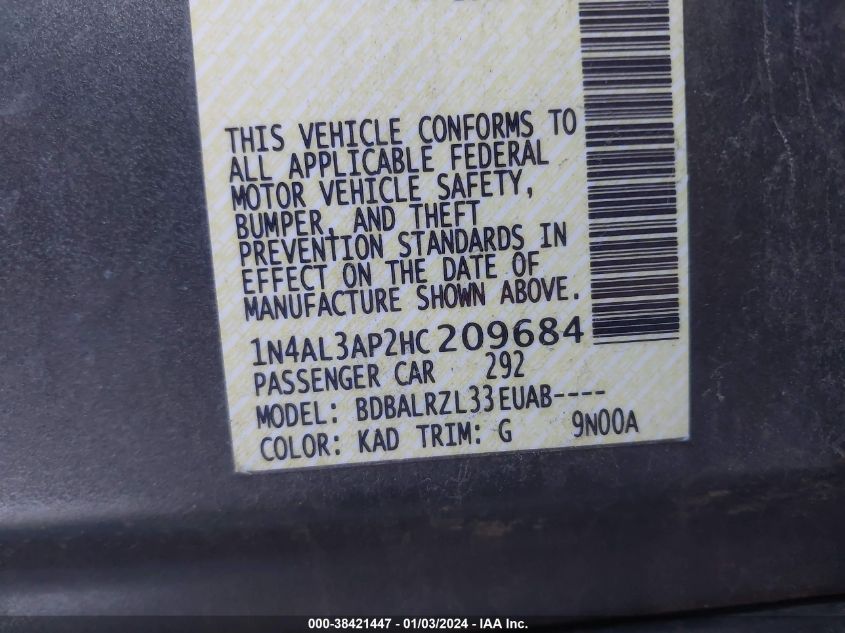 THIS VEHICLE CONFORMS TO
ALL APPLICABLE FEDERAL
MOTOR VEHICLE SAFETY,
BUMPER, AND THEFT
PREVENTION STANDARDS IN
EFFECT ON THE DATE OF
MANUFACTURE SHOWN ABOVE.
1N4AL3AP2HC209684
PASSENGER CAR 292
MODEL: BDBALRZL33EUAB----
COLOR: KAD TRIM: G 9N00A
000-38421447 - 01/03/2024 - IAA Inc.